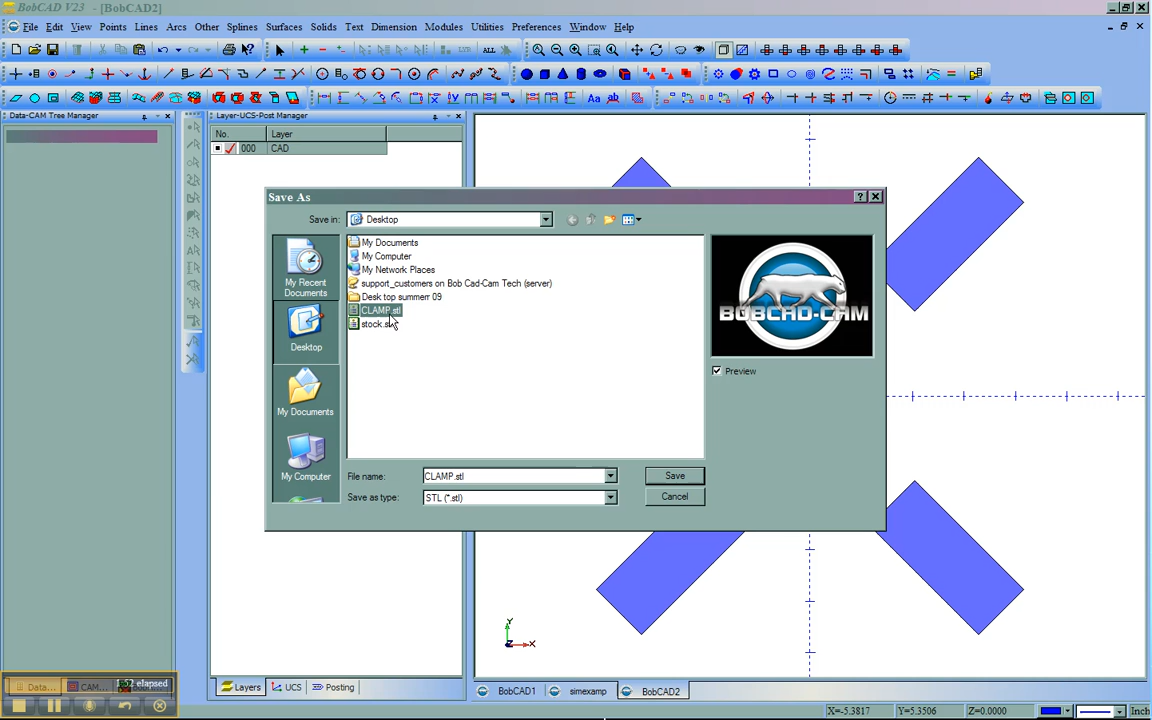 BobCAD V23 - [BobCAD2]
File Edit View Points Lines Arcs Other Splines Surfaces Solids Text Dimension Modules Utilities Preferences Window Help
Data-CAM Tree Manager
Layer-UCS-Post Manager
No. Layer
000 CAD
Save As
Save in: Desktop
My Recent Documents
Desktop
My Documents
My Computer
My Documents
My Computer
My Network Places
support_customers on Bob Cad-Cam Tech (server)
Desk top summerr 09
CLAMP.stl
BOBCAD-CAM
Preview
File name: CLAMP.stl
Save
Save as type: STL (*.stl)
Cancel
Y
X
Z
Data...
CAM...
elapsed
Layers UCS Posting
BobCAD1 simexamp BobCAD2
X=-5.3817 Y=5.3506 Z=0.0000 Inch